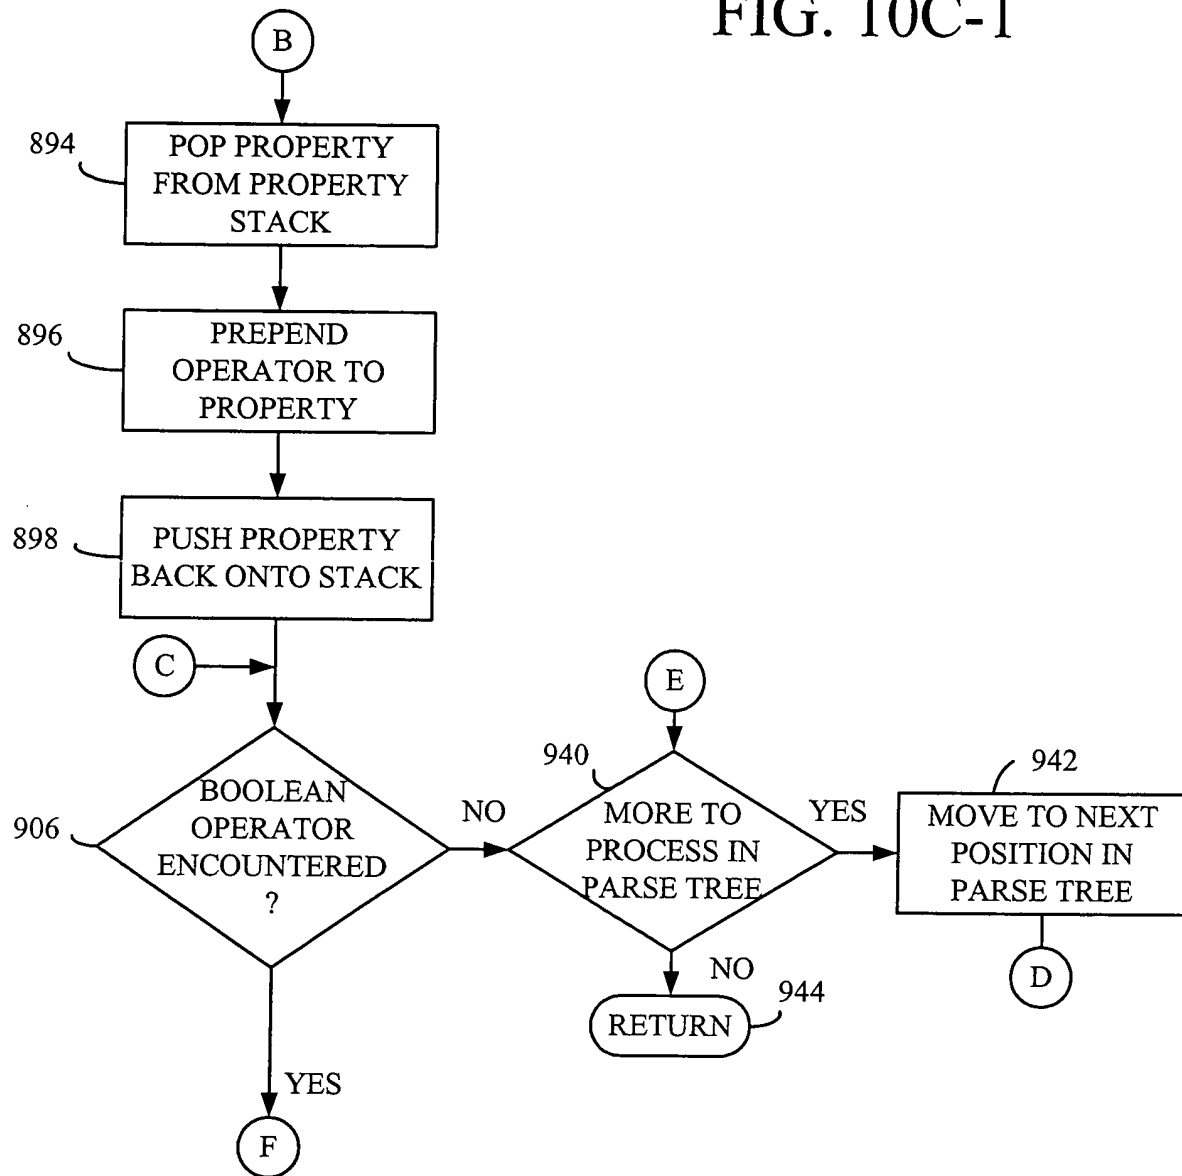 FIG. 10C-1
B
894
POP PROPERTY
FROM PROPERTY
STACK
896
PREPEND
OPERATOR TO
PROPERTY
898
PUSH PROPERTY
BACK ONTO STACK
C
E
906
BOOLEAN
OPERATOR
ENCOUNTERED
?
NO
940
MORE TO
PROCESS IN
PARSE TREE
YES
942
MOVE TO NEXT
POSITION IN
PARSE TREE
D
NO
RETURN
944
YES
F